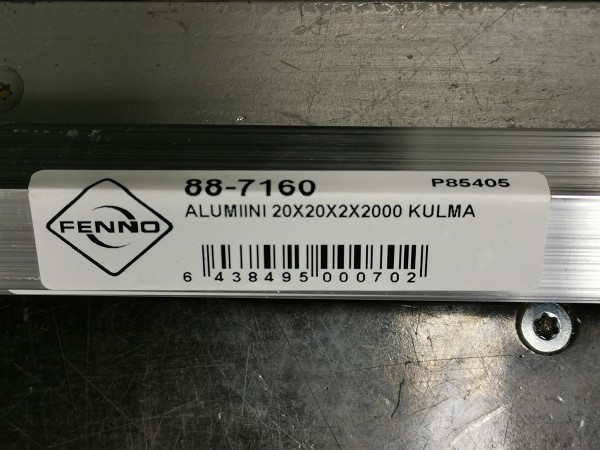 88-7160 P85405
FENNO
ALUMIINI 20X20X2X2000 KULMA
6 438495 000702